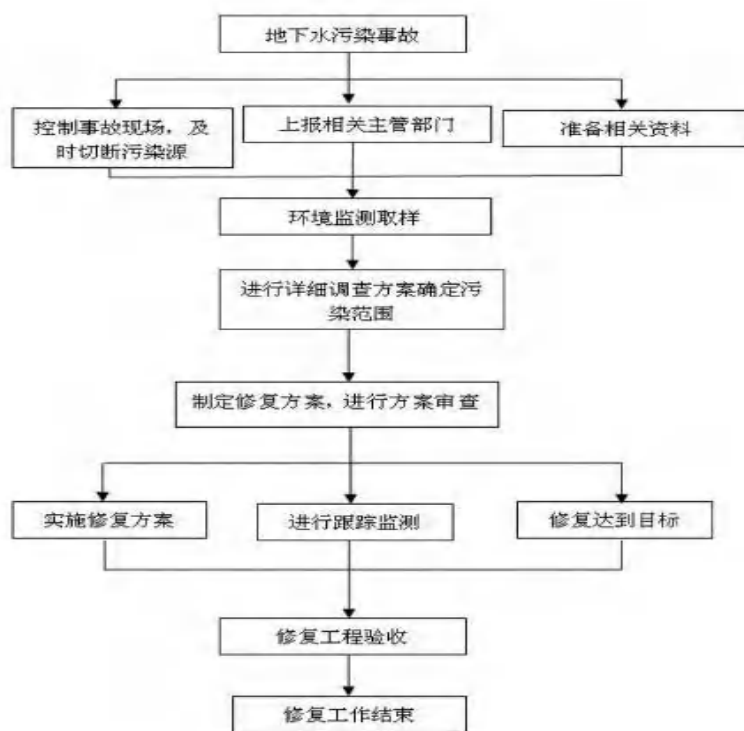 地下水污染事故
控制事故现场，及
时切断污染源
上报相关主管部门
准备相关资料
环境监测取样
进行详细调查方案确定污
染范围
制定修复方案，进行方案审查
实施修复方案
进行跟踪监测
修复达到目标
修复工程验收
修复工作结束